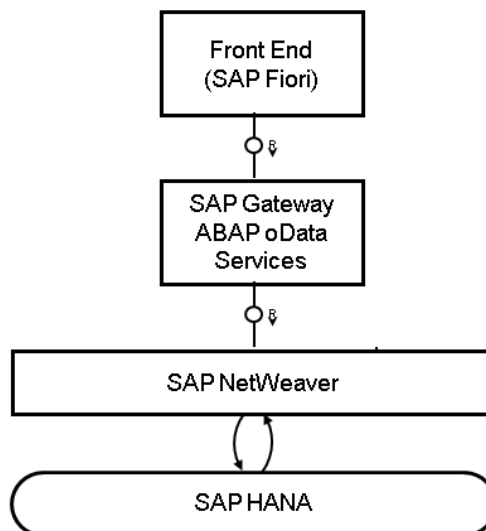 Front End
(SAP Fiori)
R
SAP Gateway
ABAP oData
Services
R
SAP NetWeaver
SAP HANA